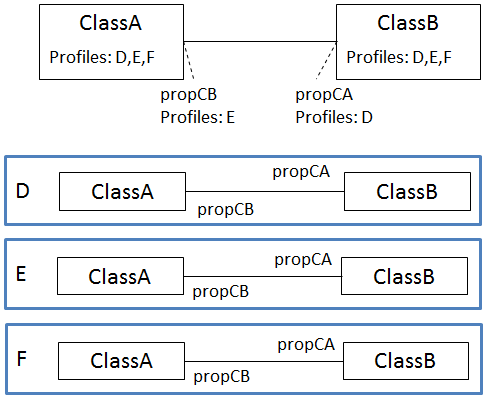 ClassA
Profiles: D,E,F
ClassB
Profiles: D,E,F
propCB
Profiles: E
propCA
Profiles: D
D
ClassA
propCA
propCB
ClassB
E
ClassA
propCA
propCB
ClassB
F
ClassA
propCA
propCB
ClassB